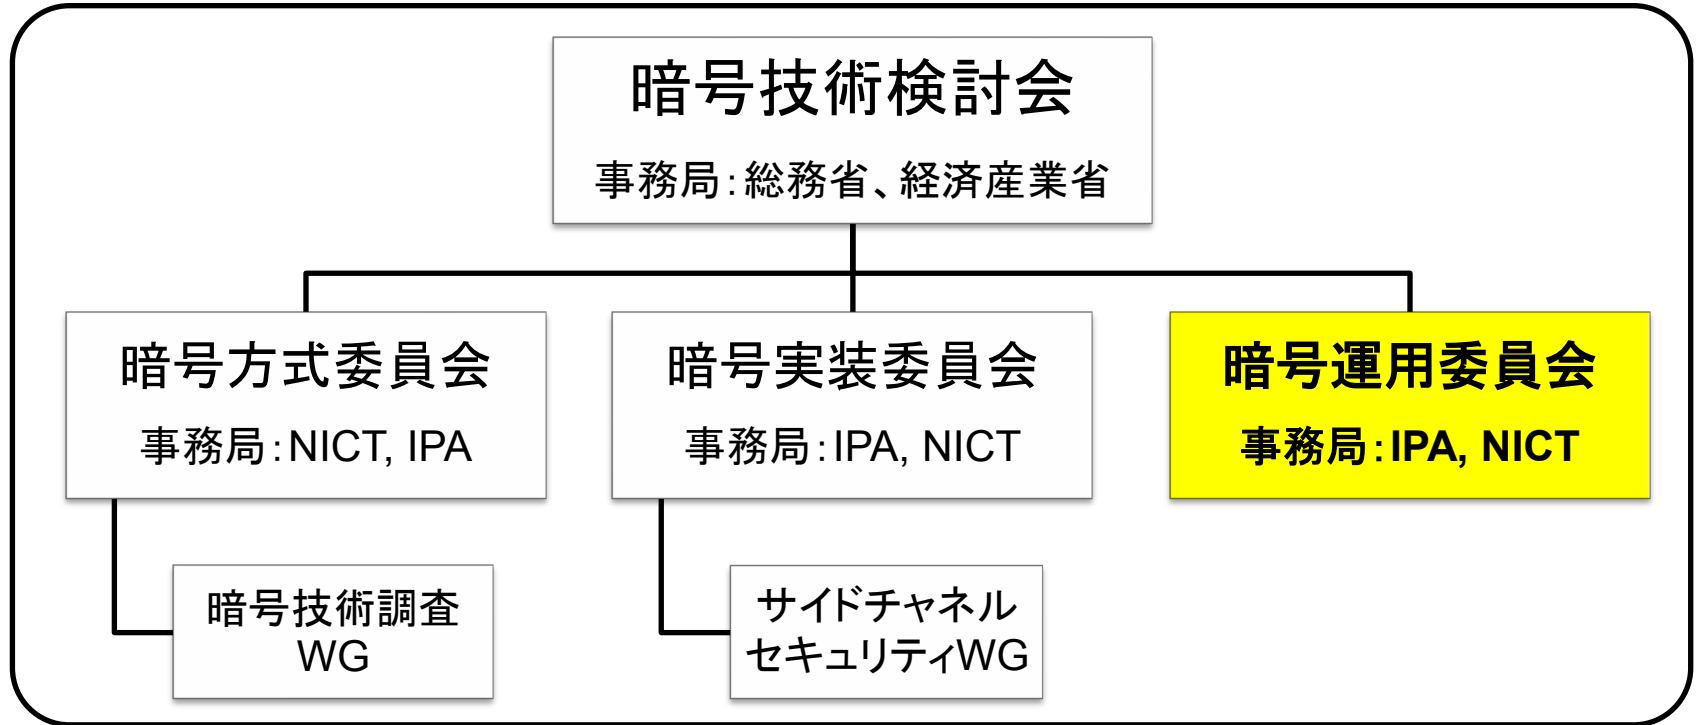 暗号技術検討会
事務局：総務省、経済産業省
暗号方式委員会
事務局：NICT, IPA
暗号実装委員会
事務局：IPA, NICT
暗号運用委員会
事務局：IPA, NICT
暗号技術調査
WG
サイドチャネル
セキュリティWG